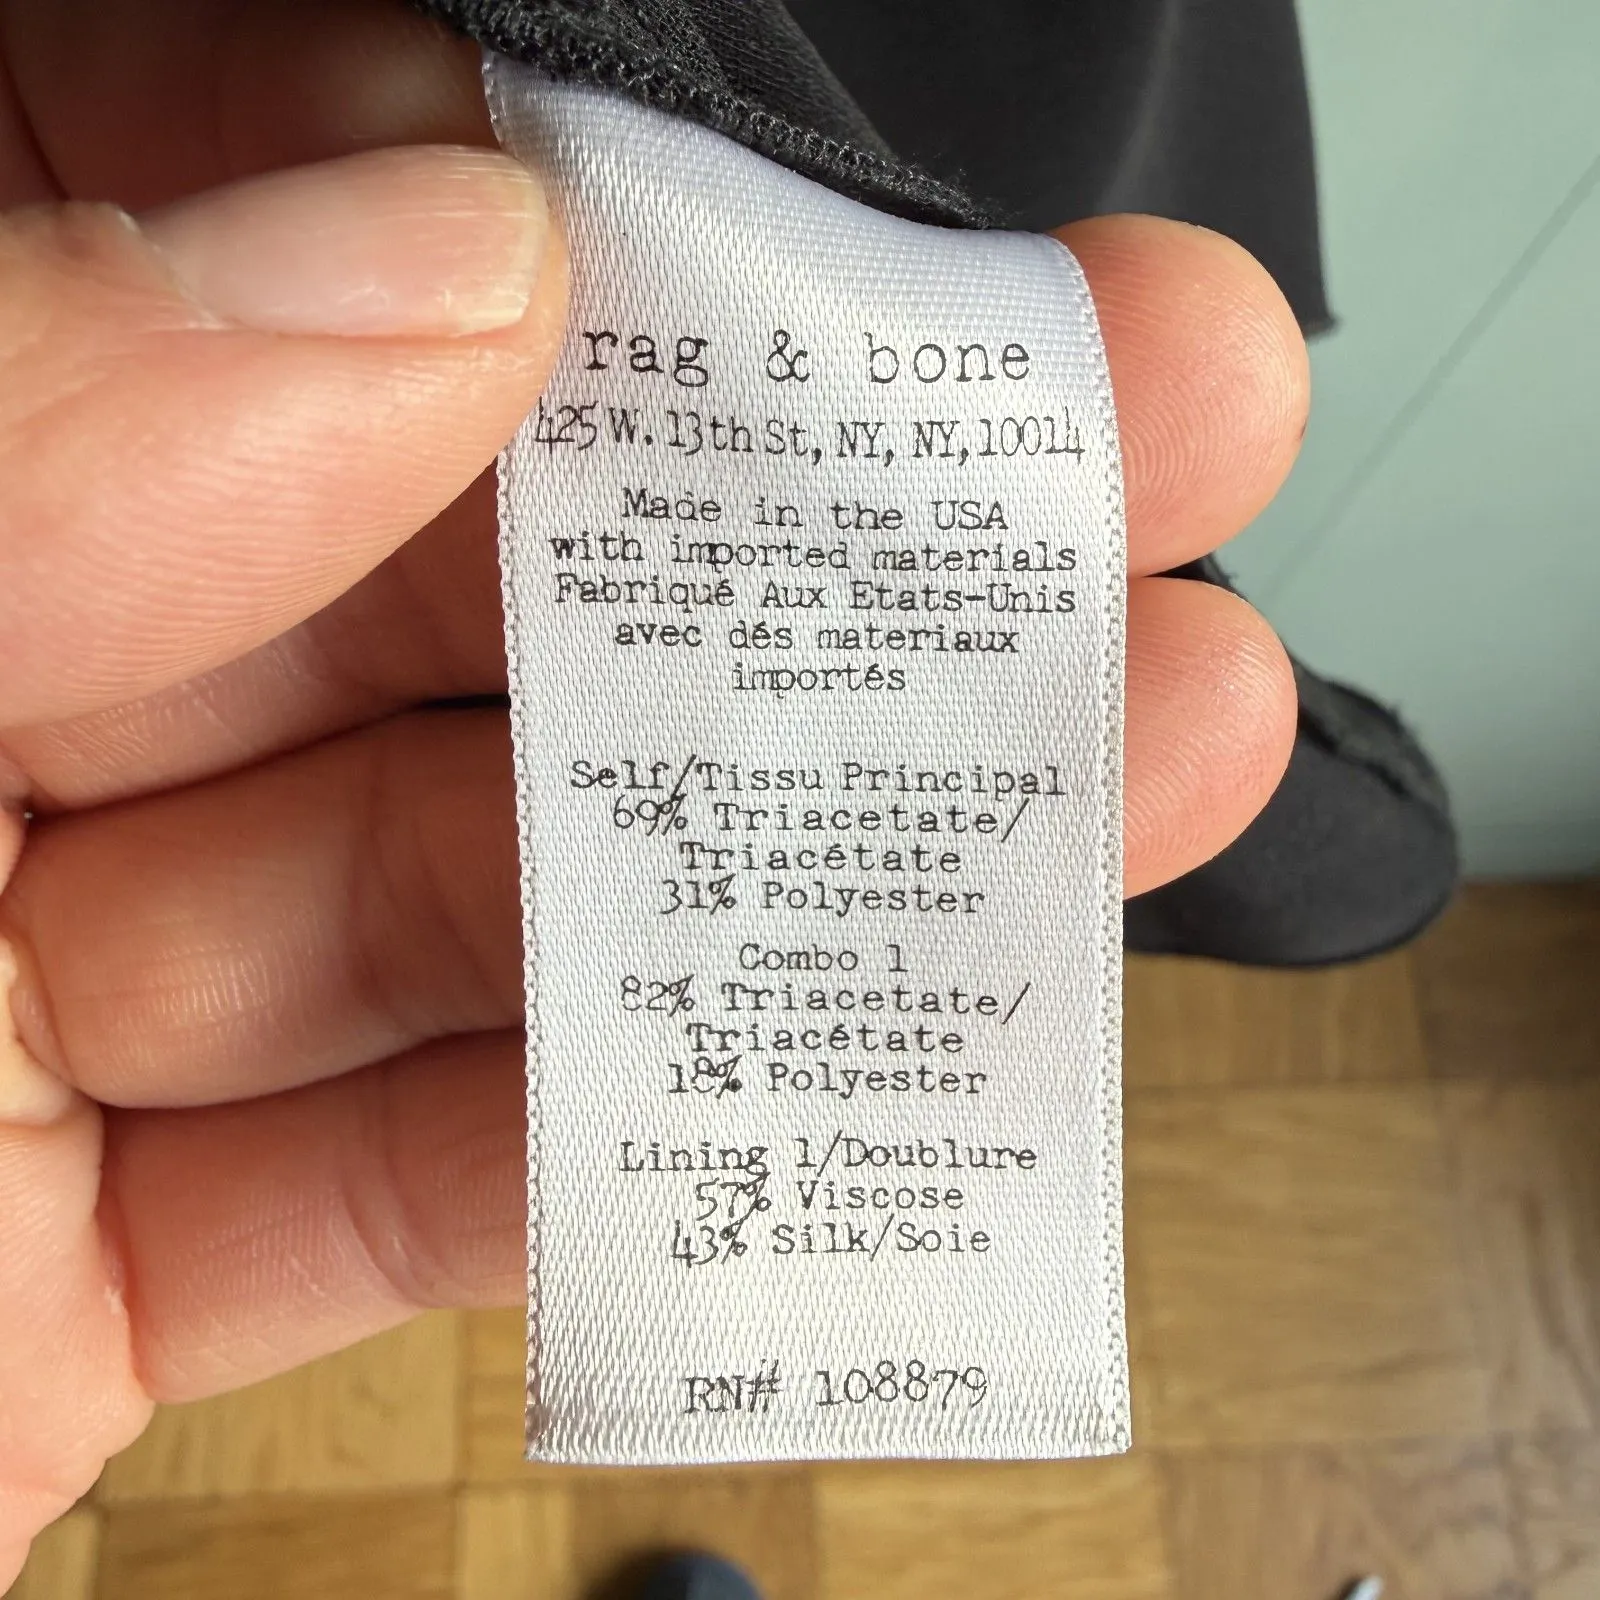 rag & bone
425 W. 13th St, NY, NY, 10014
Made in the USA
with imported materials
Fabriqué Aux Etats-Unis
avec dés materiaux
importés
Self/Tissu Principal
69% Triacetate/
Triacétate
31% Polyester
Combo 1
82% Triacetate/
Triacétate
18% Polyester
Lining 1/Doublure
57% Viscose
43% Silk/Soie
RN# 108879